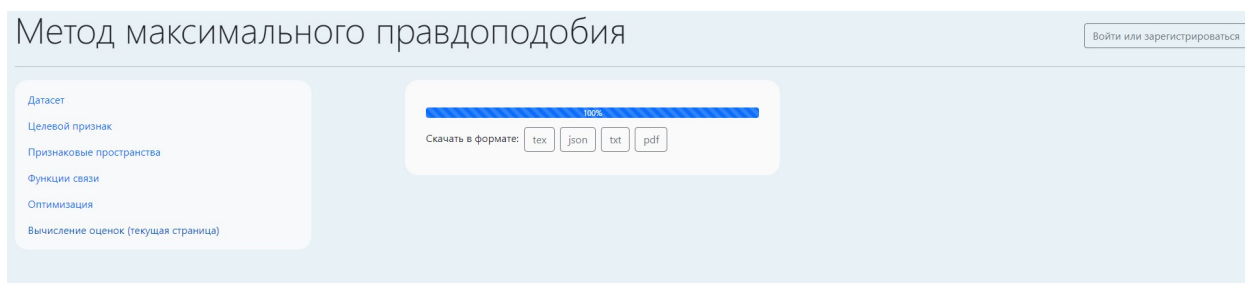 Метод максимального правдоподобия
Войти или зарегистрироваться
Датасет
Целевой признак
Признаковые пространства
Функции связи
Оптимизация
Вычисление оценок (текущая страница)
100%
Скачать в формате: tex json txt pdf